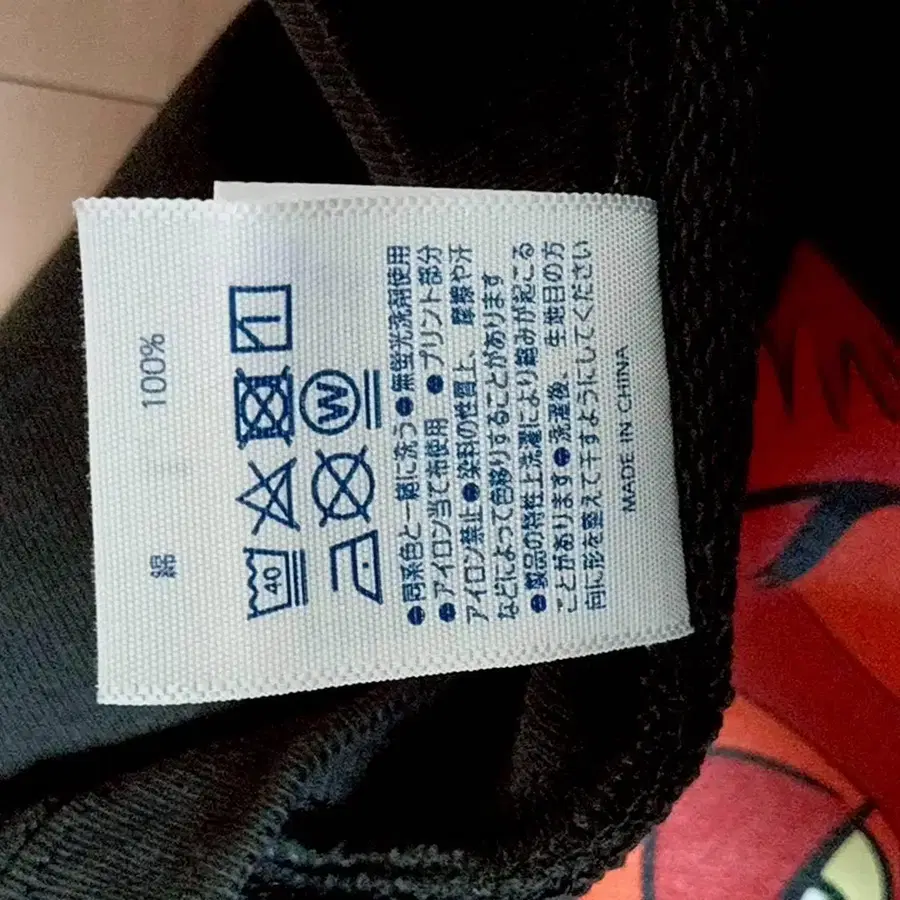 綿 100%
40
W
●同系色と一緒に洗う●無蛍光洗剤使用
●アイロン当て布使用 ●プリント部分
アイロン禁止●染料の性質上、摩擦や汗
などによって色移りすることがあります
●製品の特性上洗濯により縮みが起こる
ことがあります●洗濯後、生地目の方
向に形を整えて干すようにしてください
MADE IN CHINA